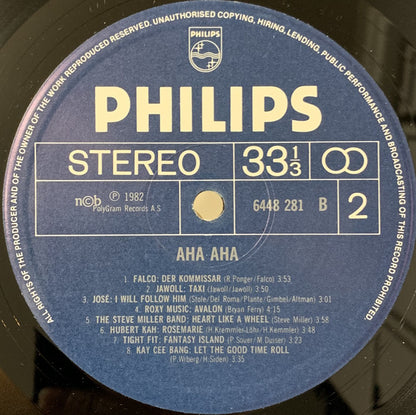 ALL RIGHTS OF THE PRODUCER AND OF THE OWNER OF THE WORK REPRODUCED RESERVED. UNAUTHORISED COPYING, HIRING, LENDING, PUBLIC PERFORMANCE AND BROADCASTING OF THIS RECORD PROHIBITED
PHILIPS
PHILIPS
STEREO 33⅓
n©b ℗ 1982
PolyGram Records A.S
6448 281 B 2
AHA AHA
1. FALCO: DER KOMMISSAR (R.Ponger/Falco) 3:53
2. JAWOLL: TAXI (Jawoll/Jawoll) 3:50
3. JOSÉ: I WILL FOLLOW HIM (Stole/Del Roma/Plante/Gimbel/Altman) 3:01
4. ROXY MUSIC: AVALON (Bryan Ferry) 4:15
5. THE STEVE MILLER BAND: HEART LIKE A WHEEL (Steve Miller) 3:58
6. HUBERT KAH: ROSEMARIE (H.Kemmler-Löhr/H.Kemmler) 3:48
7. TIGHT FIT: FANTASY ISLAND (P.Sover/M.Duiser) 3:23
8. KAY CEE BANG: LET THE GOOD TIME ROLL
(P.Wiberg/H.Siden) 3:35